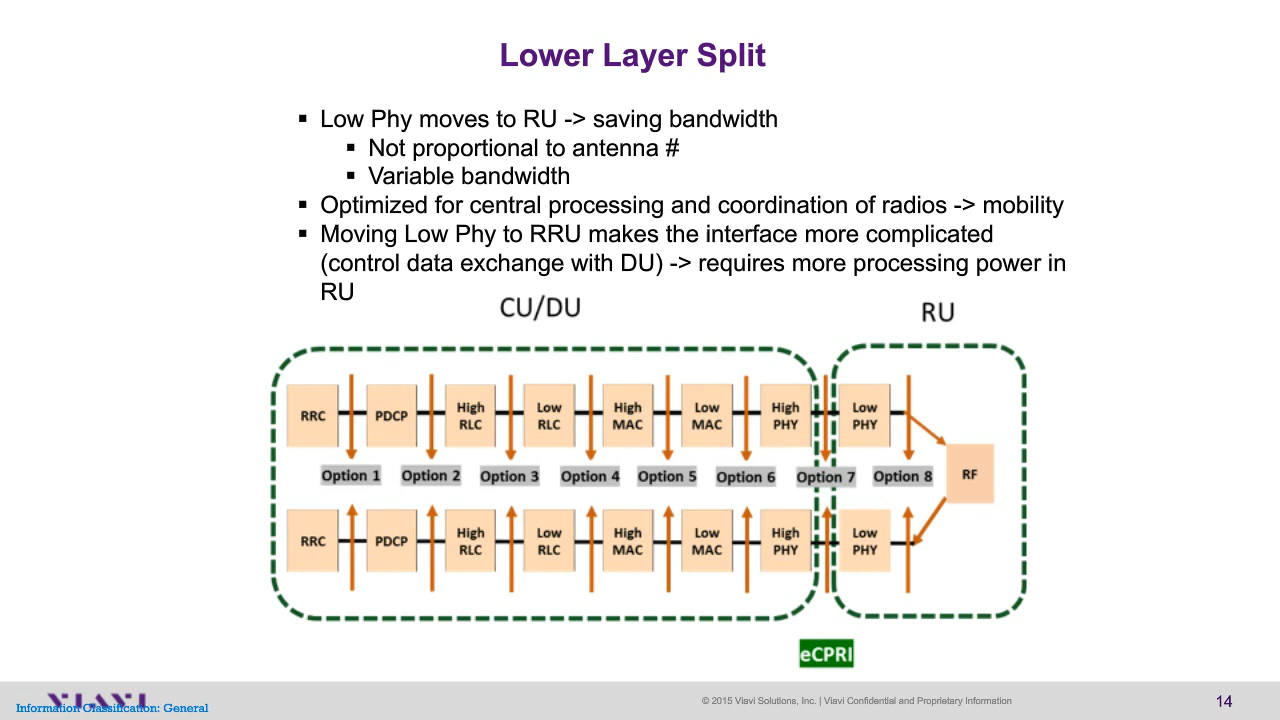 Lower Layer Split
▪ Low Phy moves to RU -> saving bandwidth
▪ Not proportional to antenna #
▪ Variable bandwidth
▪ Optimized for central processing and coordination of radios -> mobility
▪ Moving Low Phy to RRU makes the interface more complicated
(control data exchange with DU) -> requires more processing power in
RU
CU/DU
RU
RRC
PDCP
High
RLC
Low
RLC
High
MAC
Low
MAC
High
PHY
Low
PHY
Option 1
Option 2
Option 3
Option 4
Option 5
Option 6
Option 7
Option 8
RF
RRC
PDCP
High
RLC
Low
RLC
High
MAC
Low
MAC
High
PHY
Low
PHY
eCPRI
VIAVI
Information Classification: General
© 2015 Viavi Solutions, Inc. | Viavi Confidential and Proprietary Information
14